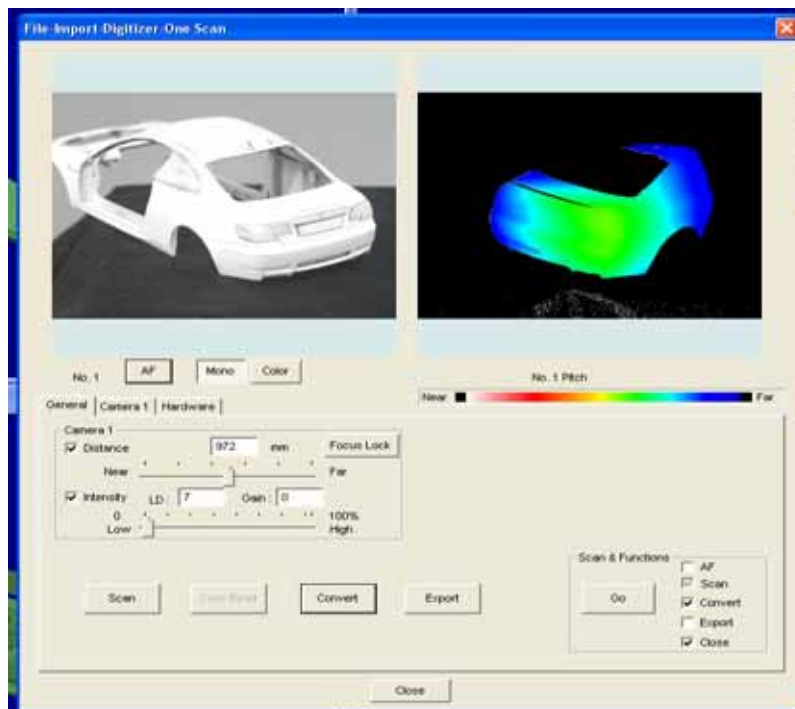 File-Import-Digitizer-One Scan
No. 1
AF
Mono
Color
No. 1 Pitch
Near
Far
General
Camera 1
Hardware
Camera 1
Distance
972
mm
Focus Lock
Near
Far
Intensity
LD :
7
Gain :
0
0
100%
Low
High
Scan
Convert
Export
Scan & Functions
Go
AF
Scan
Convert
Export
Close
Close